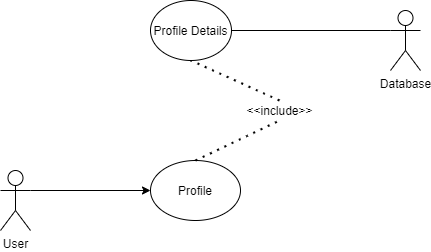 Profile Details
Database
<<include>>
Profile
User